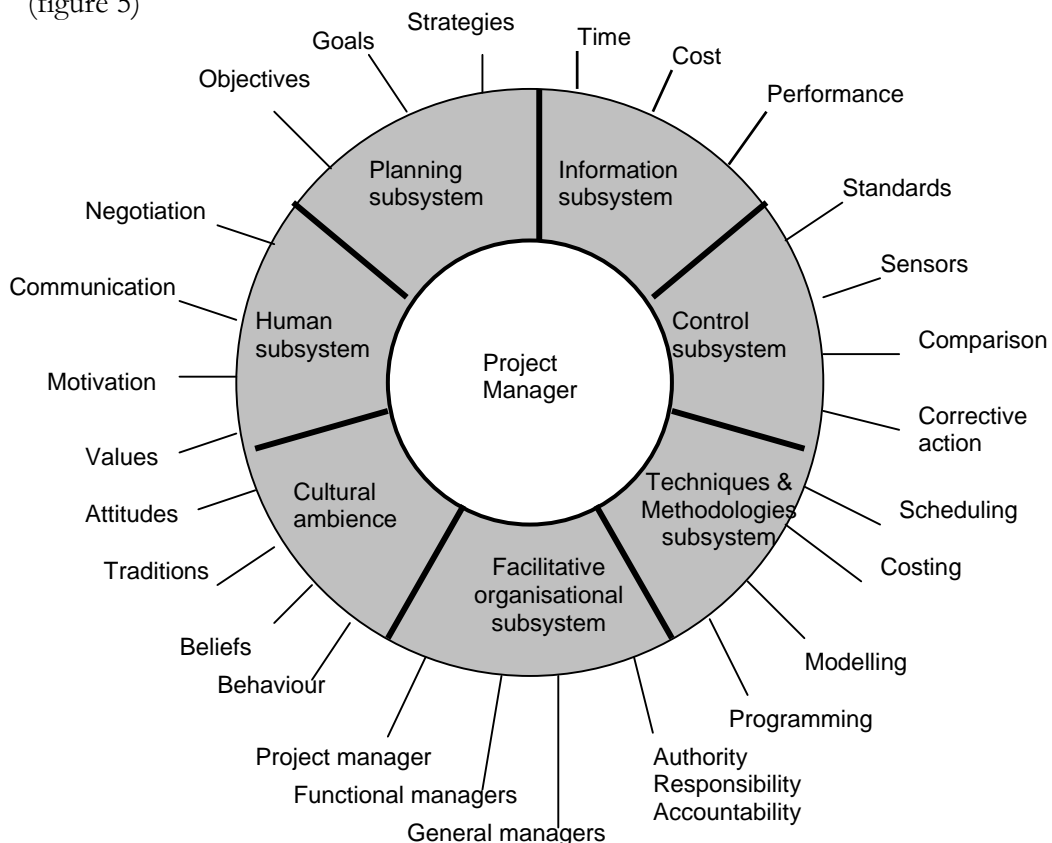 (figure 5)
Strategies
Goals
Objectives
Time
Cost
Performance
Planning
subsystem
Information
subsystem
Negotiation
Communication
Motivation
Values
Human
subsystem
Project
Manager
Control
subsystem
Standards
Sensors
Comparison
Corrective
action
Attitudes
Traditions
Beliefs
Behaviour
Cultural
ambience
Facilitative
organisational
subsystem
Techniques &
Methodologies
subsystem
Scheduling
Costing
Modelling
Programming
Project manager
Functional managers
General managers
Authority
Responsibility
Accountability